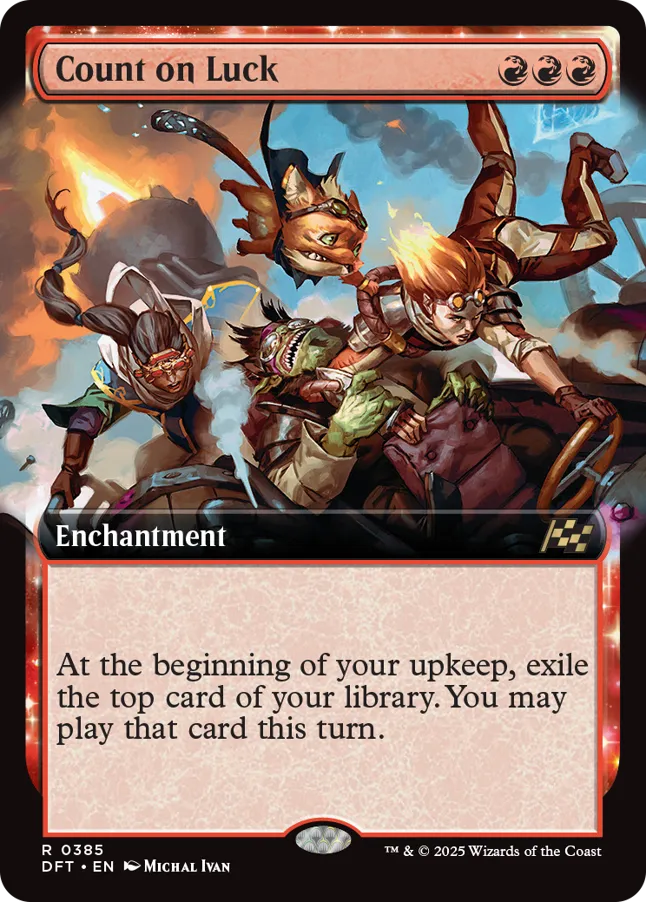 Count on Luck
Enchantment
At the beginning of your upkeep, exile
the top card of your library. You may
play that card this turn.
R 0385
DFT • EN Michal Ivan
™ & © 2025 Wizards of the Coast